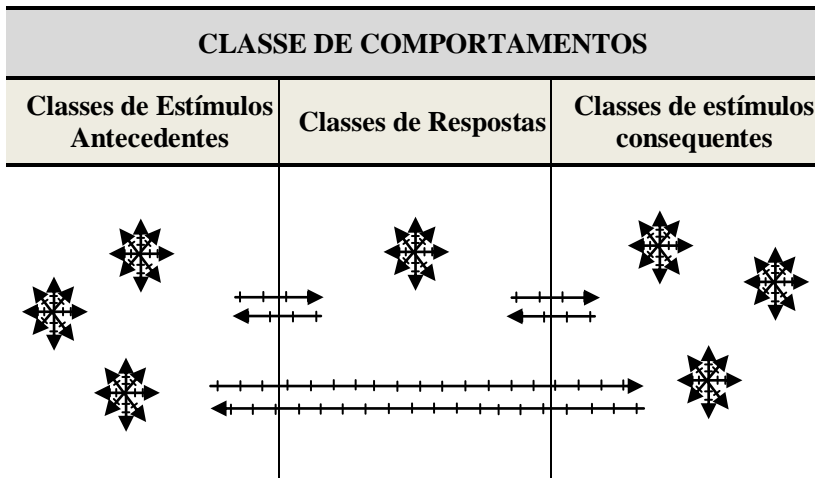 CLASSE DE COMPORTAMENTOS
Classes de Estímulos
Antecedentes
Classes de Respostas
Classes de estímulos
consequentes